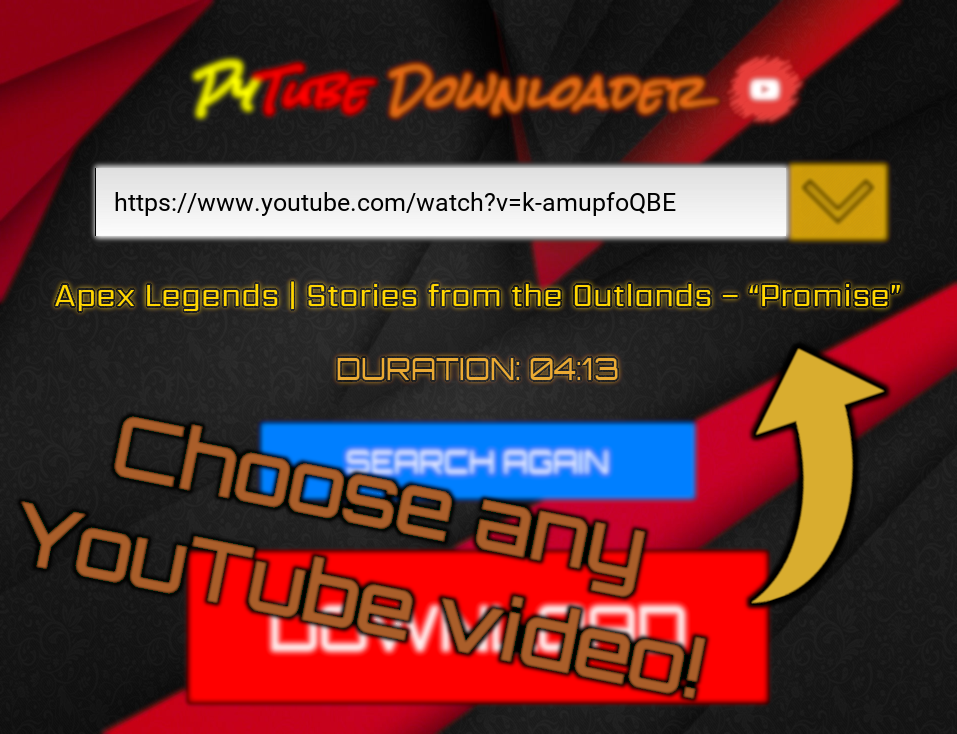 PyTube Downloader
https://www.youtube.com/watch?v=k-amupfoQBE
Apex Legends | Stories from the Outlands – “Promise”
DURATION: 04:13
SEARCH AGAIN
Choose any
YouTube video!
DOWNLOAD